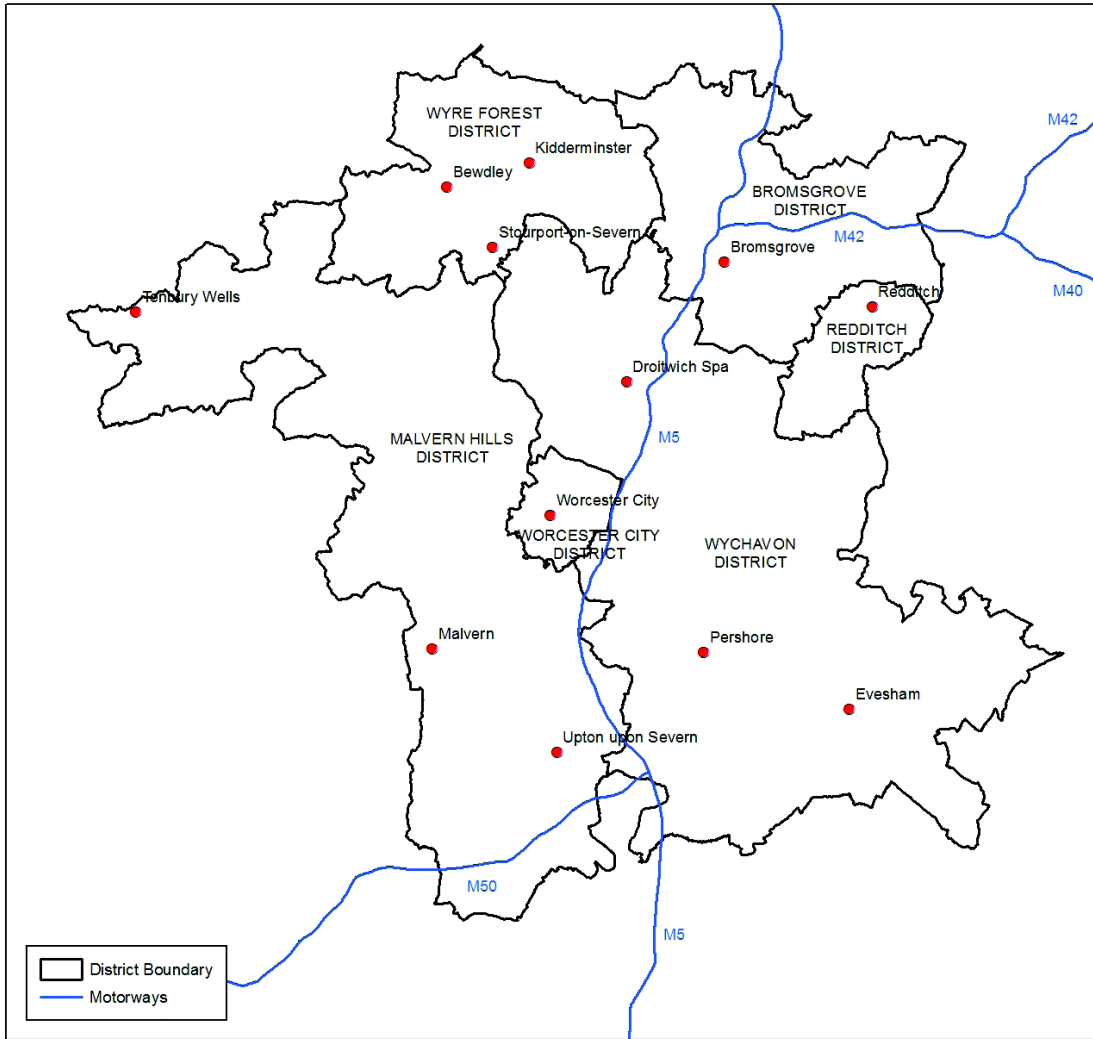 M42
WYRE FOREST
DISTRICT
Kidderminster
Bewdley
BROMSGROVE
DISTRICT
Stourport-on-Severn
M42
Bromsgrove
M40
Tenbury Wells
Redditch
REDDITCH
DISTRICT
Droitwich Spa
MALVERN HILLS
DISTRICT
M5
Worcester City
WORCESTER CITY
DISTRICT
WYCHAVON
DISTRICT
Malvern
Pershore
Evesham
Upton upon Severn
M50
M5
District Boundary
Motorways